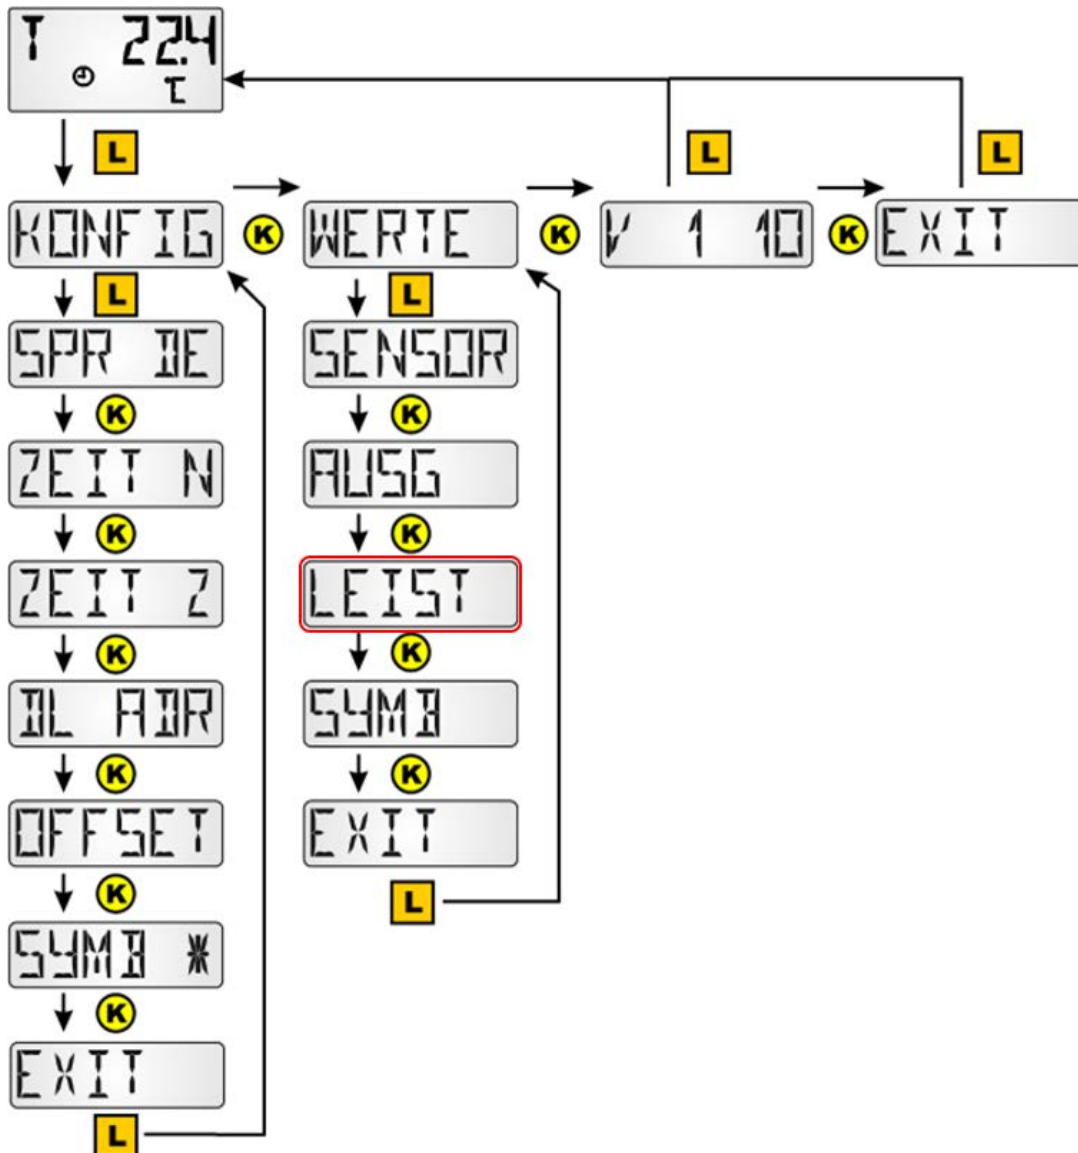 T 22.4
°C
L
L
L
KONFIG K WERTE K V 1 10 K EXIT
L
L
SPR DE
SENSOR
K
K
ZEIT N
AUSG
K
K
ZEIT Z
LEIST
K
K
DL ADR
SYMB
K
K
OFFSET
EXIT
K
L
SYMB *
K
EXIT
L